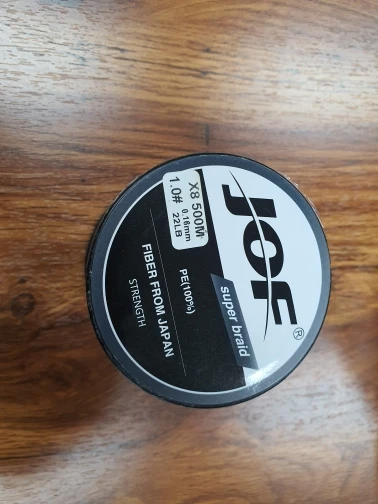 JOF®
super braid
X8 500M
0.16mm
1.0# 22LB
PE(100%)
FIBER FROM JAPAN
STRENGTH